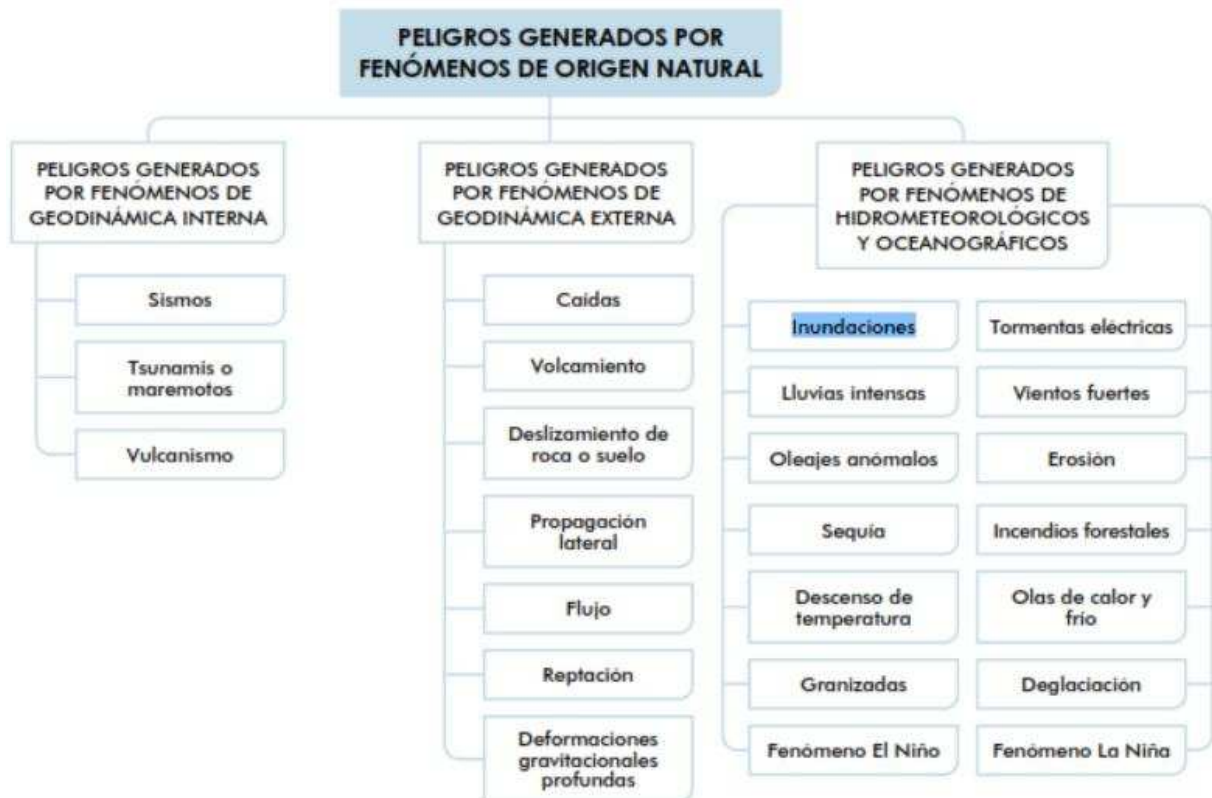 PELIGROS GENERADOS POR
FENÓMENOS DE ORIGEN NATURAL
PELIGROS GENERADOS
POR FENÓMENOS DE
GEODINÁMICA INTERNA
Sismos
Tsunamis o
maremotos
Vulcanismo
PELIGROS GENERADOS
POR FENÓMENOS DE
GEODINÁMICA EXTERNA
Caídas
Volcamiento
Deslizamiento de
roca o suelo
Propagación
lateral
Flujo
Reptación
Deformaciones
gravitacionales
profundas
PELIGROS GENERADOS
POR FENÓMENOS DE
HIDROMETEOROLÓGICOS
Y OCEANOGRÁFICOS
Inundaciones
Lluvias intensas
Oleajes anómalos
Sequía
Descenso de
temperatura
Granizadas
Fenómeno El Niño
Tormentas eléctricas
Vientos fuertes
Erosión
Incendios forestales
Olas de calor y
frío
Deglaciación
Fenómeno La Niña